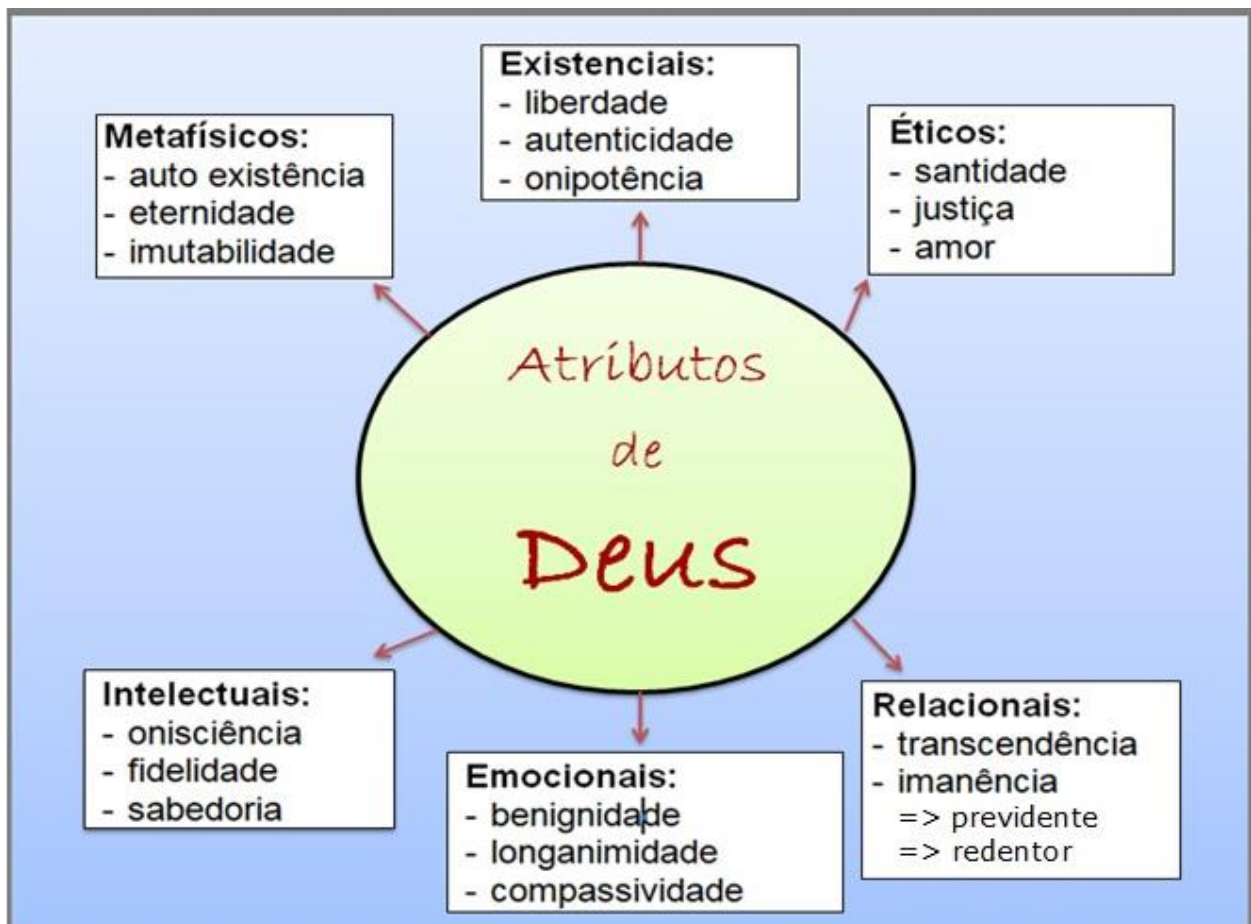 Existenciais:
- liberdade
- autenticidade
- onipotência
Metafísicos:
- auto existência
- eternidade
- imutabilidade
Éticos:
- santidade
- justiça
- amor
Atributos
de
Deus
Intelectuais:
- onisciência
- fidelidade
- sabedoria
Emocionais:
- benignidade
- longanimidade
- compassividade
Relacionais:
- transcendência
- imanência
=> previdente
=> redentor